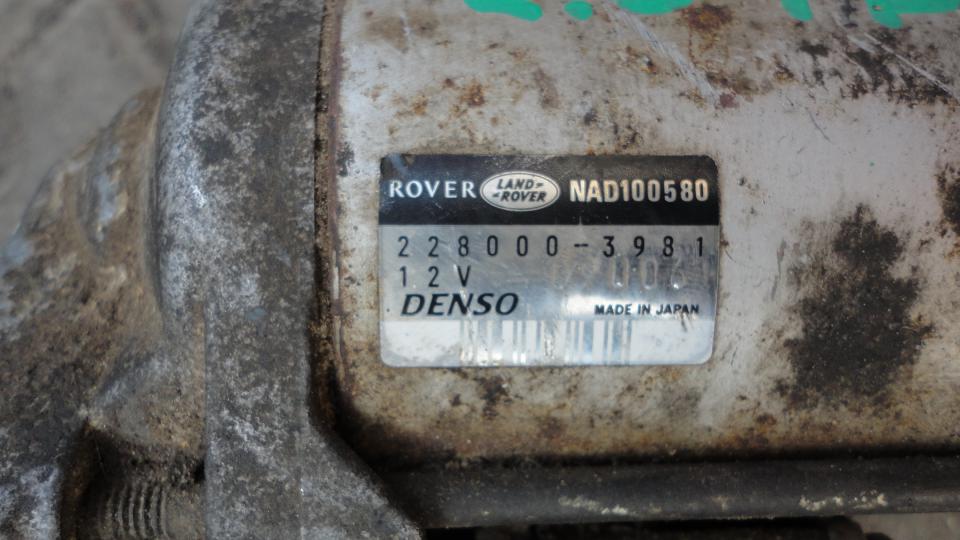 ROVER LAND-ROVER NAD100580
228000-3981
12V
DENSO MADE IN JAPAN